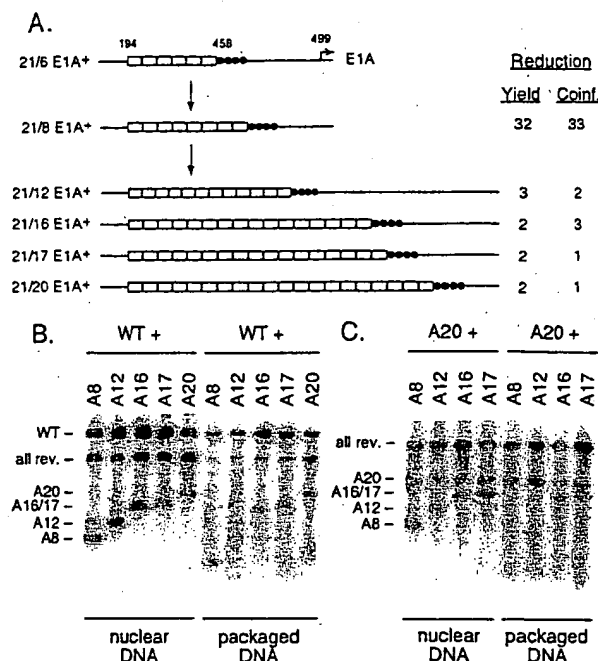 A.
194 458 499
21/6 E1A+ E1A
Reduction
Yield Coinf.
21/8 E1A+ 32 33
21/12 E1A+ 3 2
21/16 E1A+ 2 3
21/17 E1A+ 2 1
21/20 E1A+ 2 1
B.
WT + WT +
A8 A12 A16 A17 A20 A8 A12 A16 A17 A20
WT –
all rev. –
A20 –
A16/17 –
A12 –
A8 –
nuclear DNA packaged DNA
C.
A20 + A20 +
A8 A12 A16 A17 A8 A12 A16 A17
all rev. –
A20 –
A16/17 –
A12 –
A8 –
nuclear DNA packaged DNA